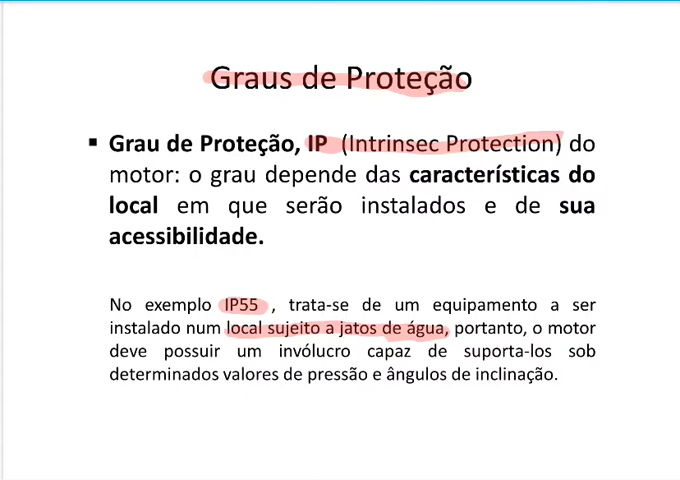 Graus de Proteção
▪ Grau de Proteção, IP (Intrinsec Protection) do
motor: o grau depende das características do
local em que serão instalados e de sua
acessibilidade.
No exemplo IP55 , trata-se de um equipamento a ser
instalado num local sujeito a jatos de água, portanto, o motor
deve possuir um invólucro capaz de suporta-los sob
determinados valores de pressão e ângulos de inclinação.